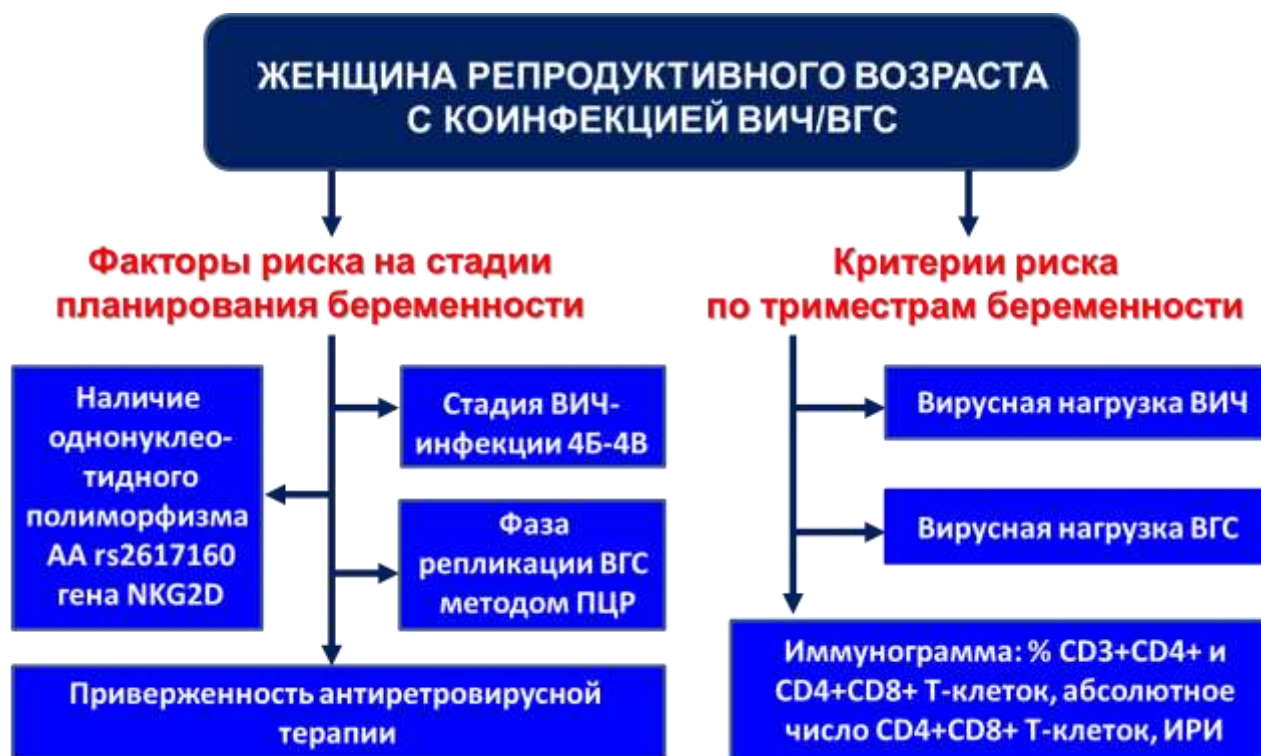 ЖЕНЩИНА РЕПРОДУКТИВНОГО ВОЗРАСТА
С КОИНФЕКЦИЕЙ ВИЧ/ВГС
Факторы риска на стадии
планирования беременности
Наличие
однонуклео-
тидного
полиморфизма
АА rs2617160
гена NKG2D
Стадия ВИЧ-
инфекции 4Б-4В
Фаза
репликации ВГС
методом ПЦР
Приверженность антиретровирусной
терапии
Критерии риска
по триместрам беременности
Вирусная нагрузка ВИЧ
Вирусная нагрузка ВГС
Иммунограмма: % CD3+CD4+ и
CD4+CD8+ Т-клеток, абсолютное
число CD4+CD8+ Т-клеток, ИРИ